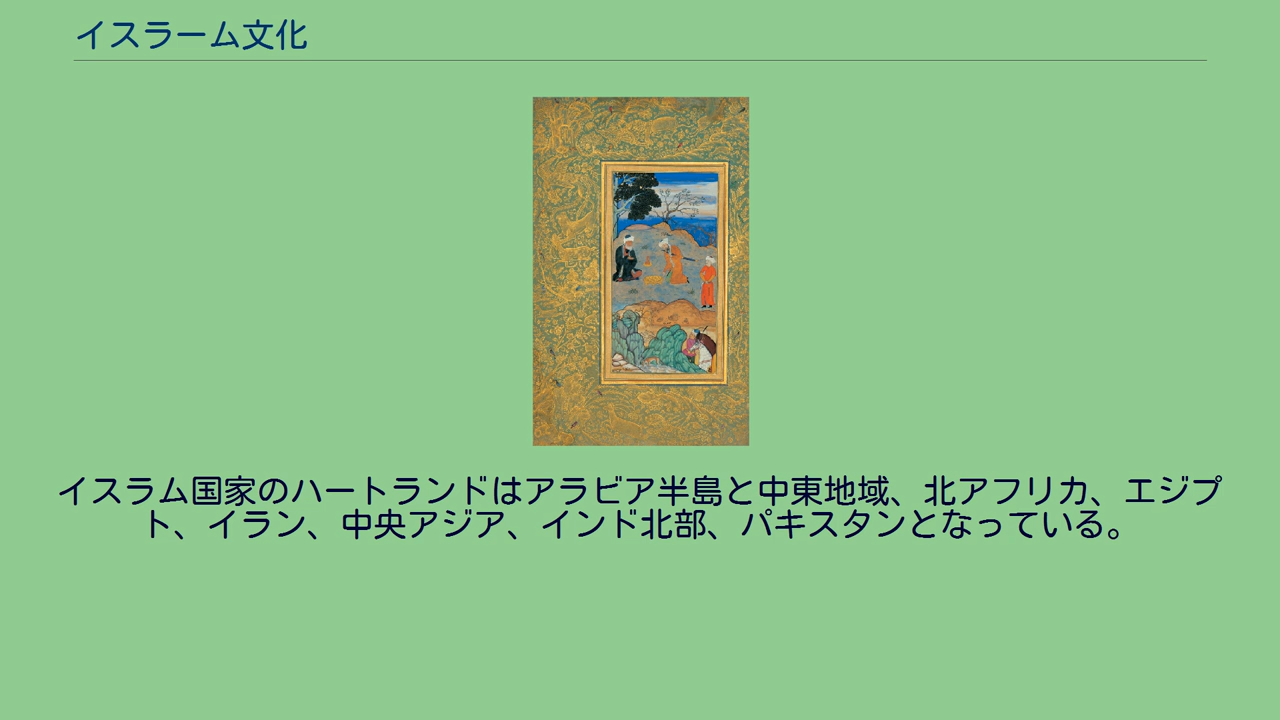 イスラーム文化
イスラム国家のハートランドはアラビア半島と中東地域、北アフリカ、エジプ
ト、イラン、中央アジア、インド北部、パキスタンとなっている。